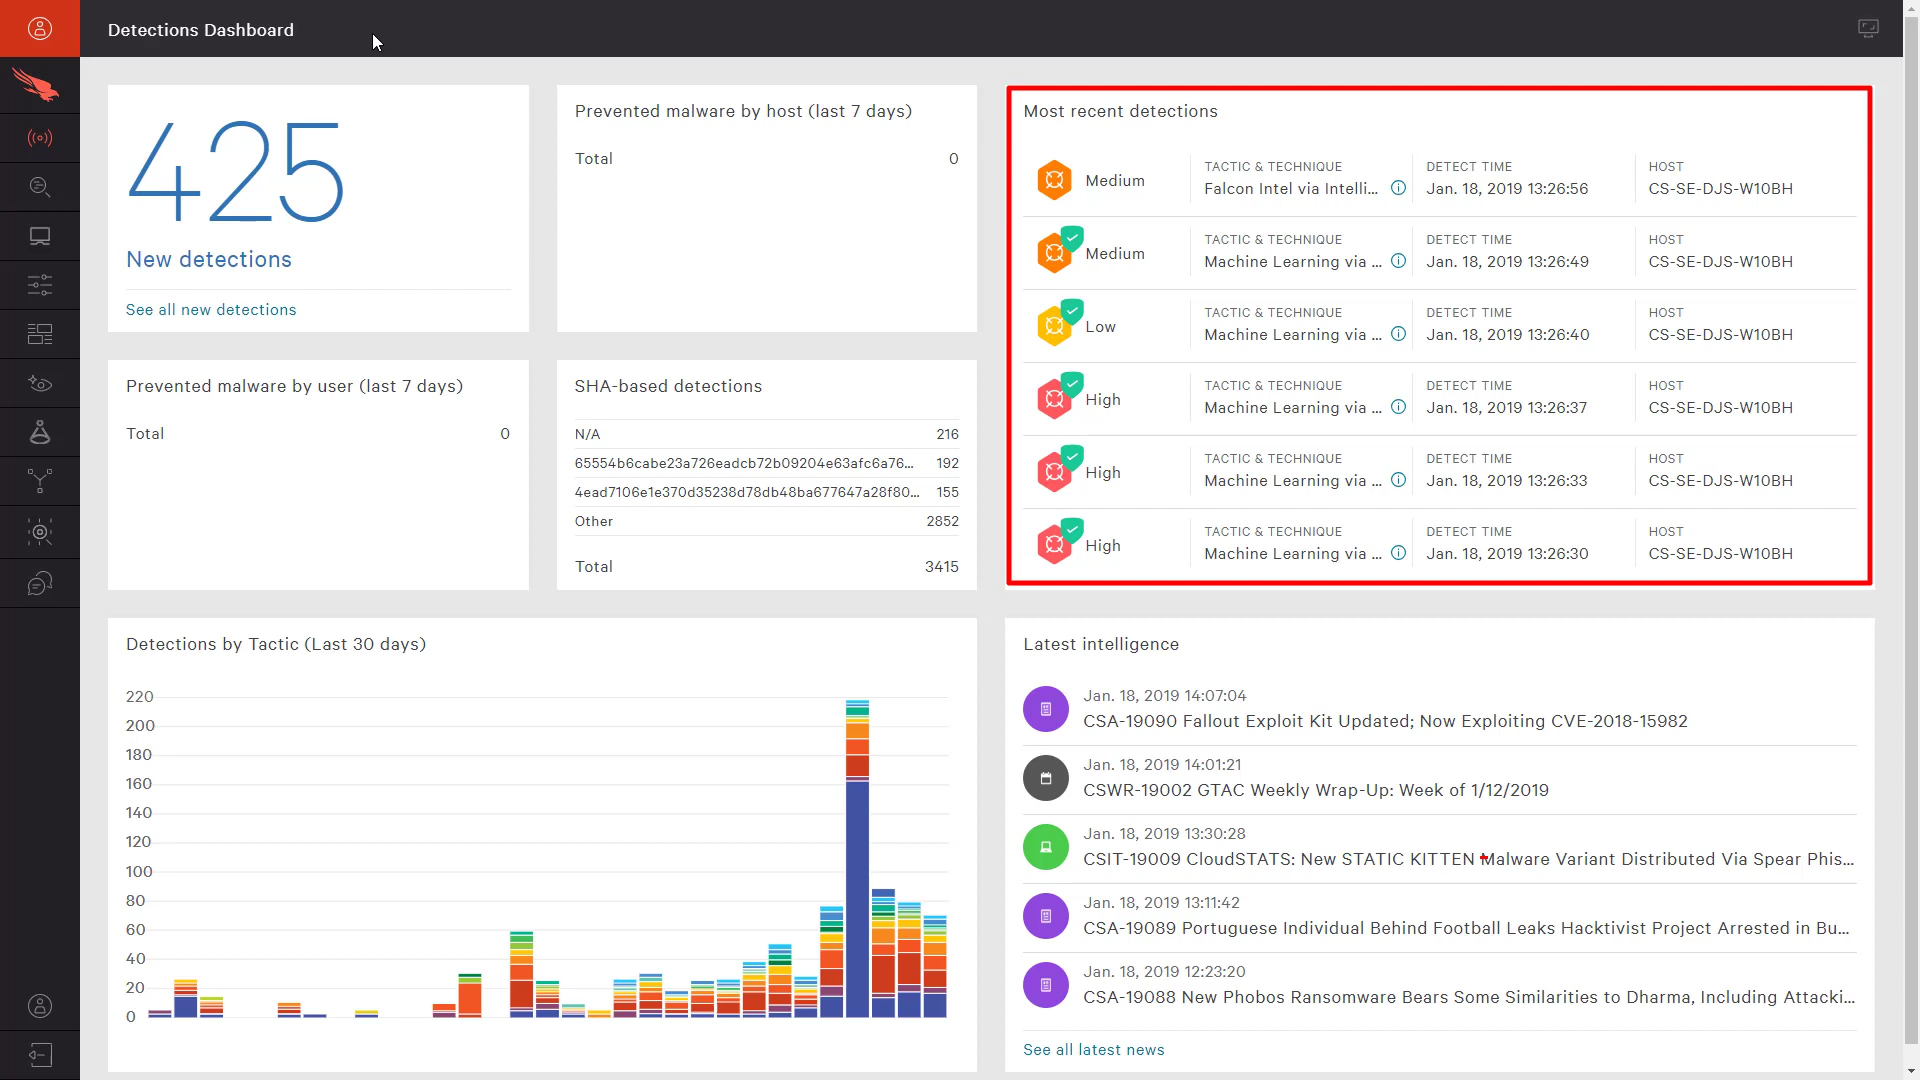 Detections Dashboard
425
New detections
See all new detections
Prevented malware by host (last 7 days)
Total 0
Most recent detections
Medium TACTIC & TECHNIQUE Falcon Intel via Intelli... DETECT TIME Jan. 18, 2019 13:26:56 HOST CS-SE-DJS-W10BH
Medium TACTIC & TECHNIQUE Machine Learning via ... DETECT TIME Jan. 18, 2019 13:26:49 HOST CS-SE-DJS-W10BH
Low TACTIC & TECHNIQUE Machine Learning via ... DETECT TIME Jan. 18, 2019 13:26:40 HOST CS-SE-DJS-W10BH
High TACTIC & TECHNIQUE Machine Learning via ... DETECT TIME Jan. 18, 2019 13:26:37 HOST CS-SE-DJS-W10BH
High TACTIC & TECHNIQUE Machine Learning via ... DETECT TIME Jan. 18, 2019 13:26:33 HOST CS-SE-DJS-W10BH
High TACTIC & TECHNIQUE Machine Learning via ... DETECT TIME Jan. 18, 2019 13:26:30 HOST CS-SE-DJS-W10BH
Prevented malware by user (last 7 days)
Total 0
SHA-based detections
N/A 216
65554b6cabe23a726eadcb72b09204e63afc6a76... 192
4ead7106e1e370d35238d78db48ba677647a28f80... 155
Other 2852
Total 3415
Detections by Tactic (Last 30 days)
220
200
180
160
140
120
100
80
60
40
20
0
Latest intelligence
Jan. 18, 2019 14:07:04
CSA-19090 Fallout Exploit Kit Updated; Now Exploiting CVE-2018-15982
Jan. 18, 2019 14:01:21
CSWR-19002 GTAC Weekly Wrap-Up: Week of 1/12/2019
Jan. 18, 2019 13:30:28
CSIT-19009 CloudSTATS: New STATIC KITTEN Malware Variant Distributed Via Spear Phis...
Jan. 18, 2019 13:11:42
CSA-19089 Portuguese Individual Behind Football Leaks Hacktivist Project Arrested in Bu...
Jan. 18, 2019 12:23:20
CSA-19088 New Phobos Ransomware Bears Some Similarities to Dharma, Including Attacki...
See all latest news